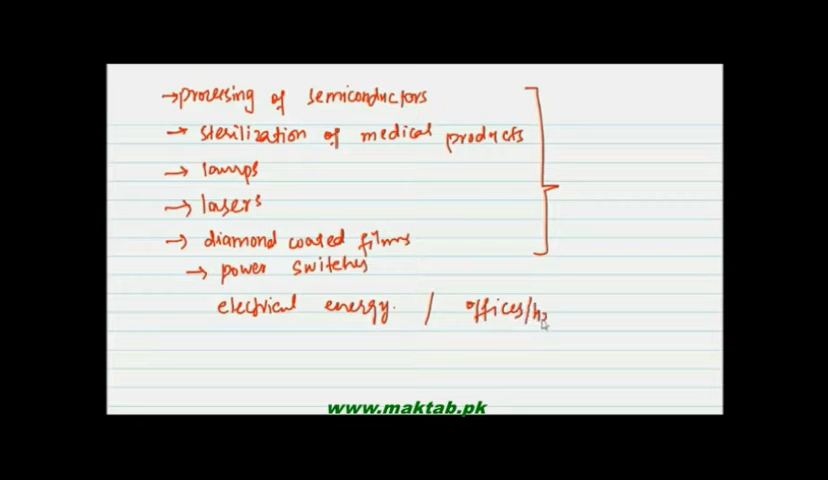 → processing of semiconductors
→ sterilization of medical products
→ lamps
→ lasers
→ diamond coated films
→ power switches
electrical energy. / offices/
www.maktab.pk